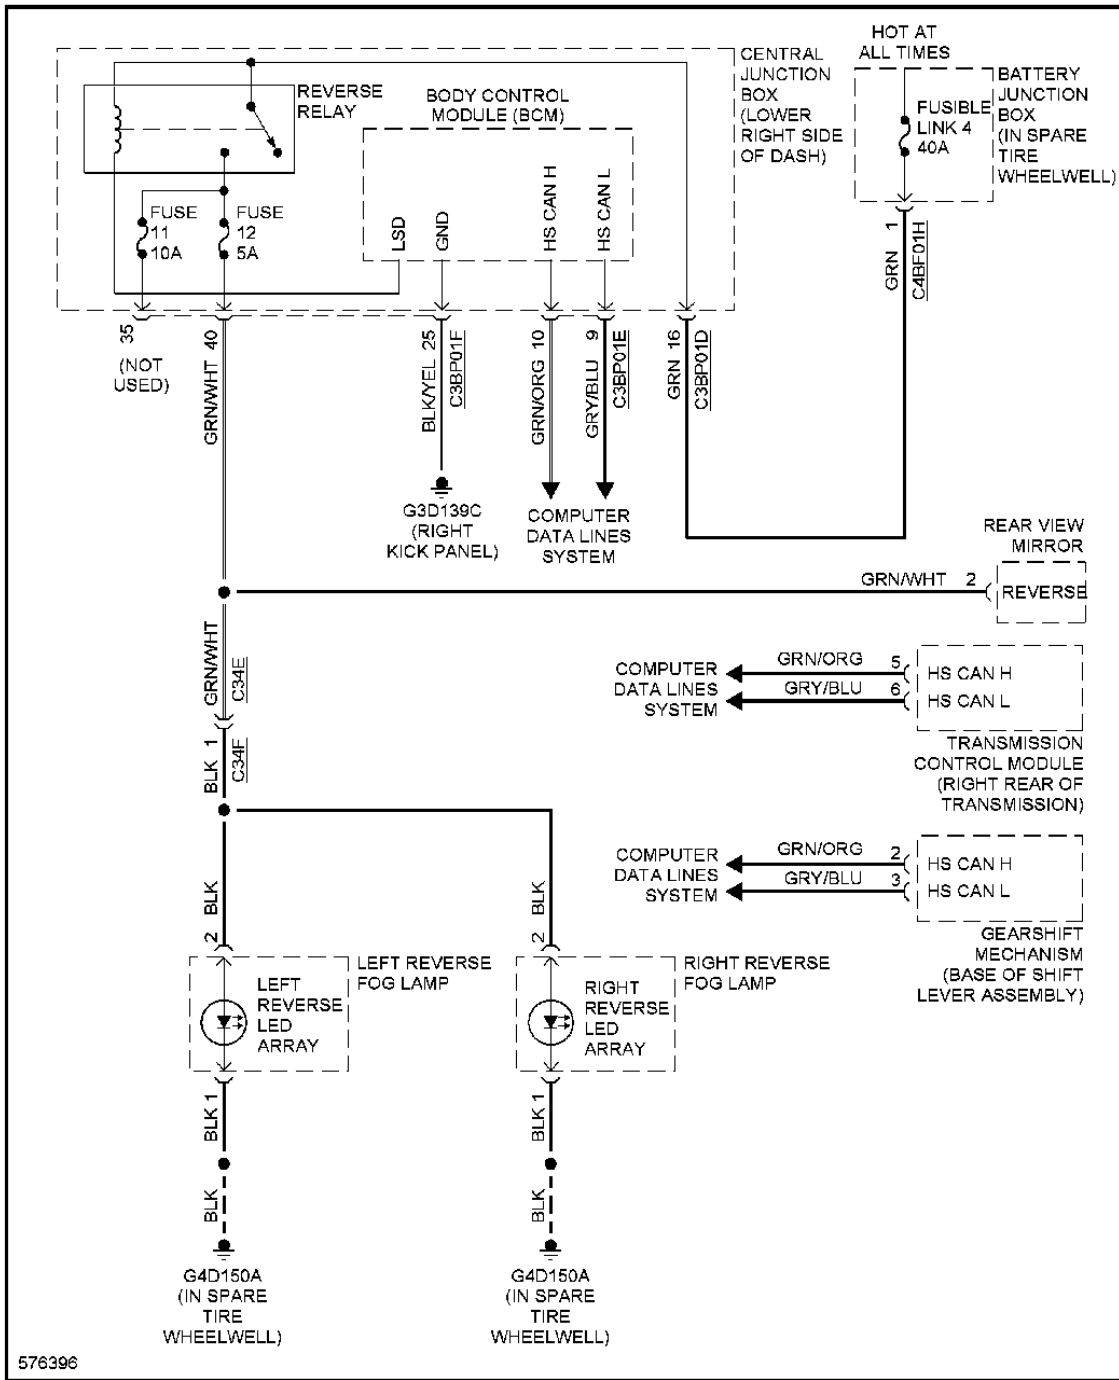 HOT AT
ALL TIMES
CENTRAL
JUNCTION
BOX
(LOWER
RIGHT SIDE
OF DASH)
BATTERY
JUNCTION
BOX
(IN SPARE
TIRE
WHEELWELL)
REVERSE
RELAY
BODY CONTROL
MODULE (BCM)
FUSIBLE
LINK 4
40A
FUSE
11
10A
FUSE
12
5A
LSD
GND
HS CAN H
HS CAN L
GRN 1
C4BF01H
35
(NOT
USED)
GRN/WHT 40
BLK/YEL 25
C3BP01F
GRN/ORG 10
GRY/BLU 9
C3BP01E
GRN 16
C3BP01D
G3D139C
(RIGHT
KICK PANEL)
COMPUTER
DATA LINES
SYSTEM
REAR VIEW
MIRROR
GRN/WHT 2
REVERSE
GRN/WHT
C34E
BLK 1
C34F
COMPUTER
DATA LINES
SYSTEM
GRN/ORG 5
GRY/BLU 6
HS CAN H
HS CAN L
TRANSMISSION
CONTROL MODULE
(RIGHT REAR OF
TRANSMISSION)
COMPUTER
DATA LINES
SYSTEM
GRN/ORG 2
GRY/BLU 3
HS CAN H
HS CAN L
GEARSHIFT
MECHANISM
(BASE OF SHIFT
LEVER ASSEMBLY)
BLK
2
BLK
2
LEFT REVERSE
FOG LAMP
LEFT
REVERSE
LED
ARRAY
RIGHT REVERSE
FOG LAMP
RIGHT
REVERSE
LED
ARRAY
BLK 1
BLK 1
BLK
BLK
G4D150A
(IN SPARE
TIRE
WHEELWELL)
G4D150A
(IN SPARE
TIRE
WHEELWELL)
576396